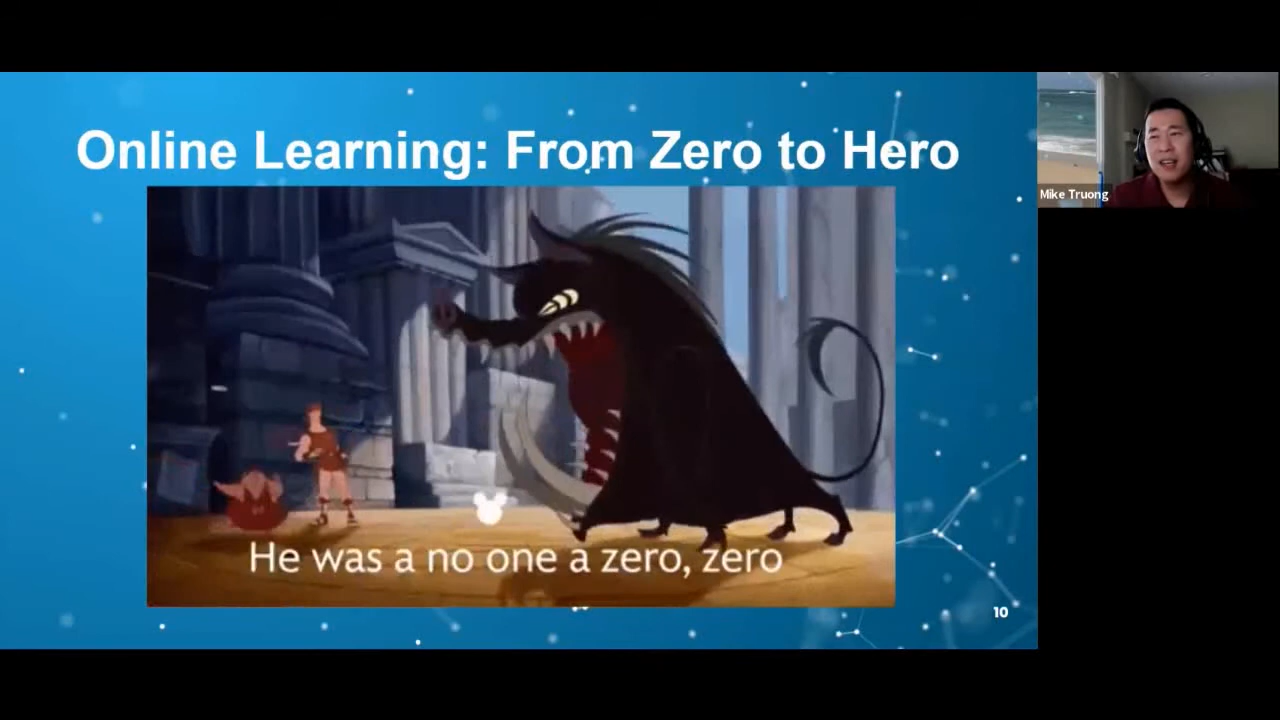 Online Learning: From Zero to Hero
Mike Truong
He was a no one a zero, zero
10